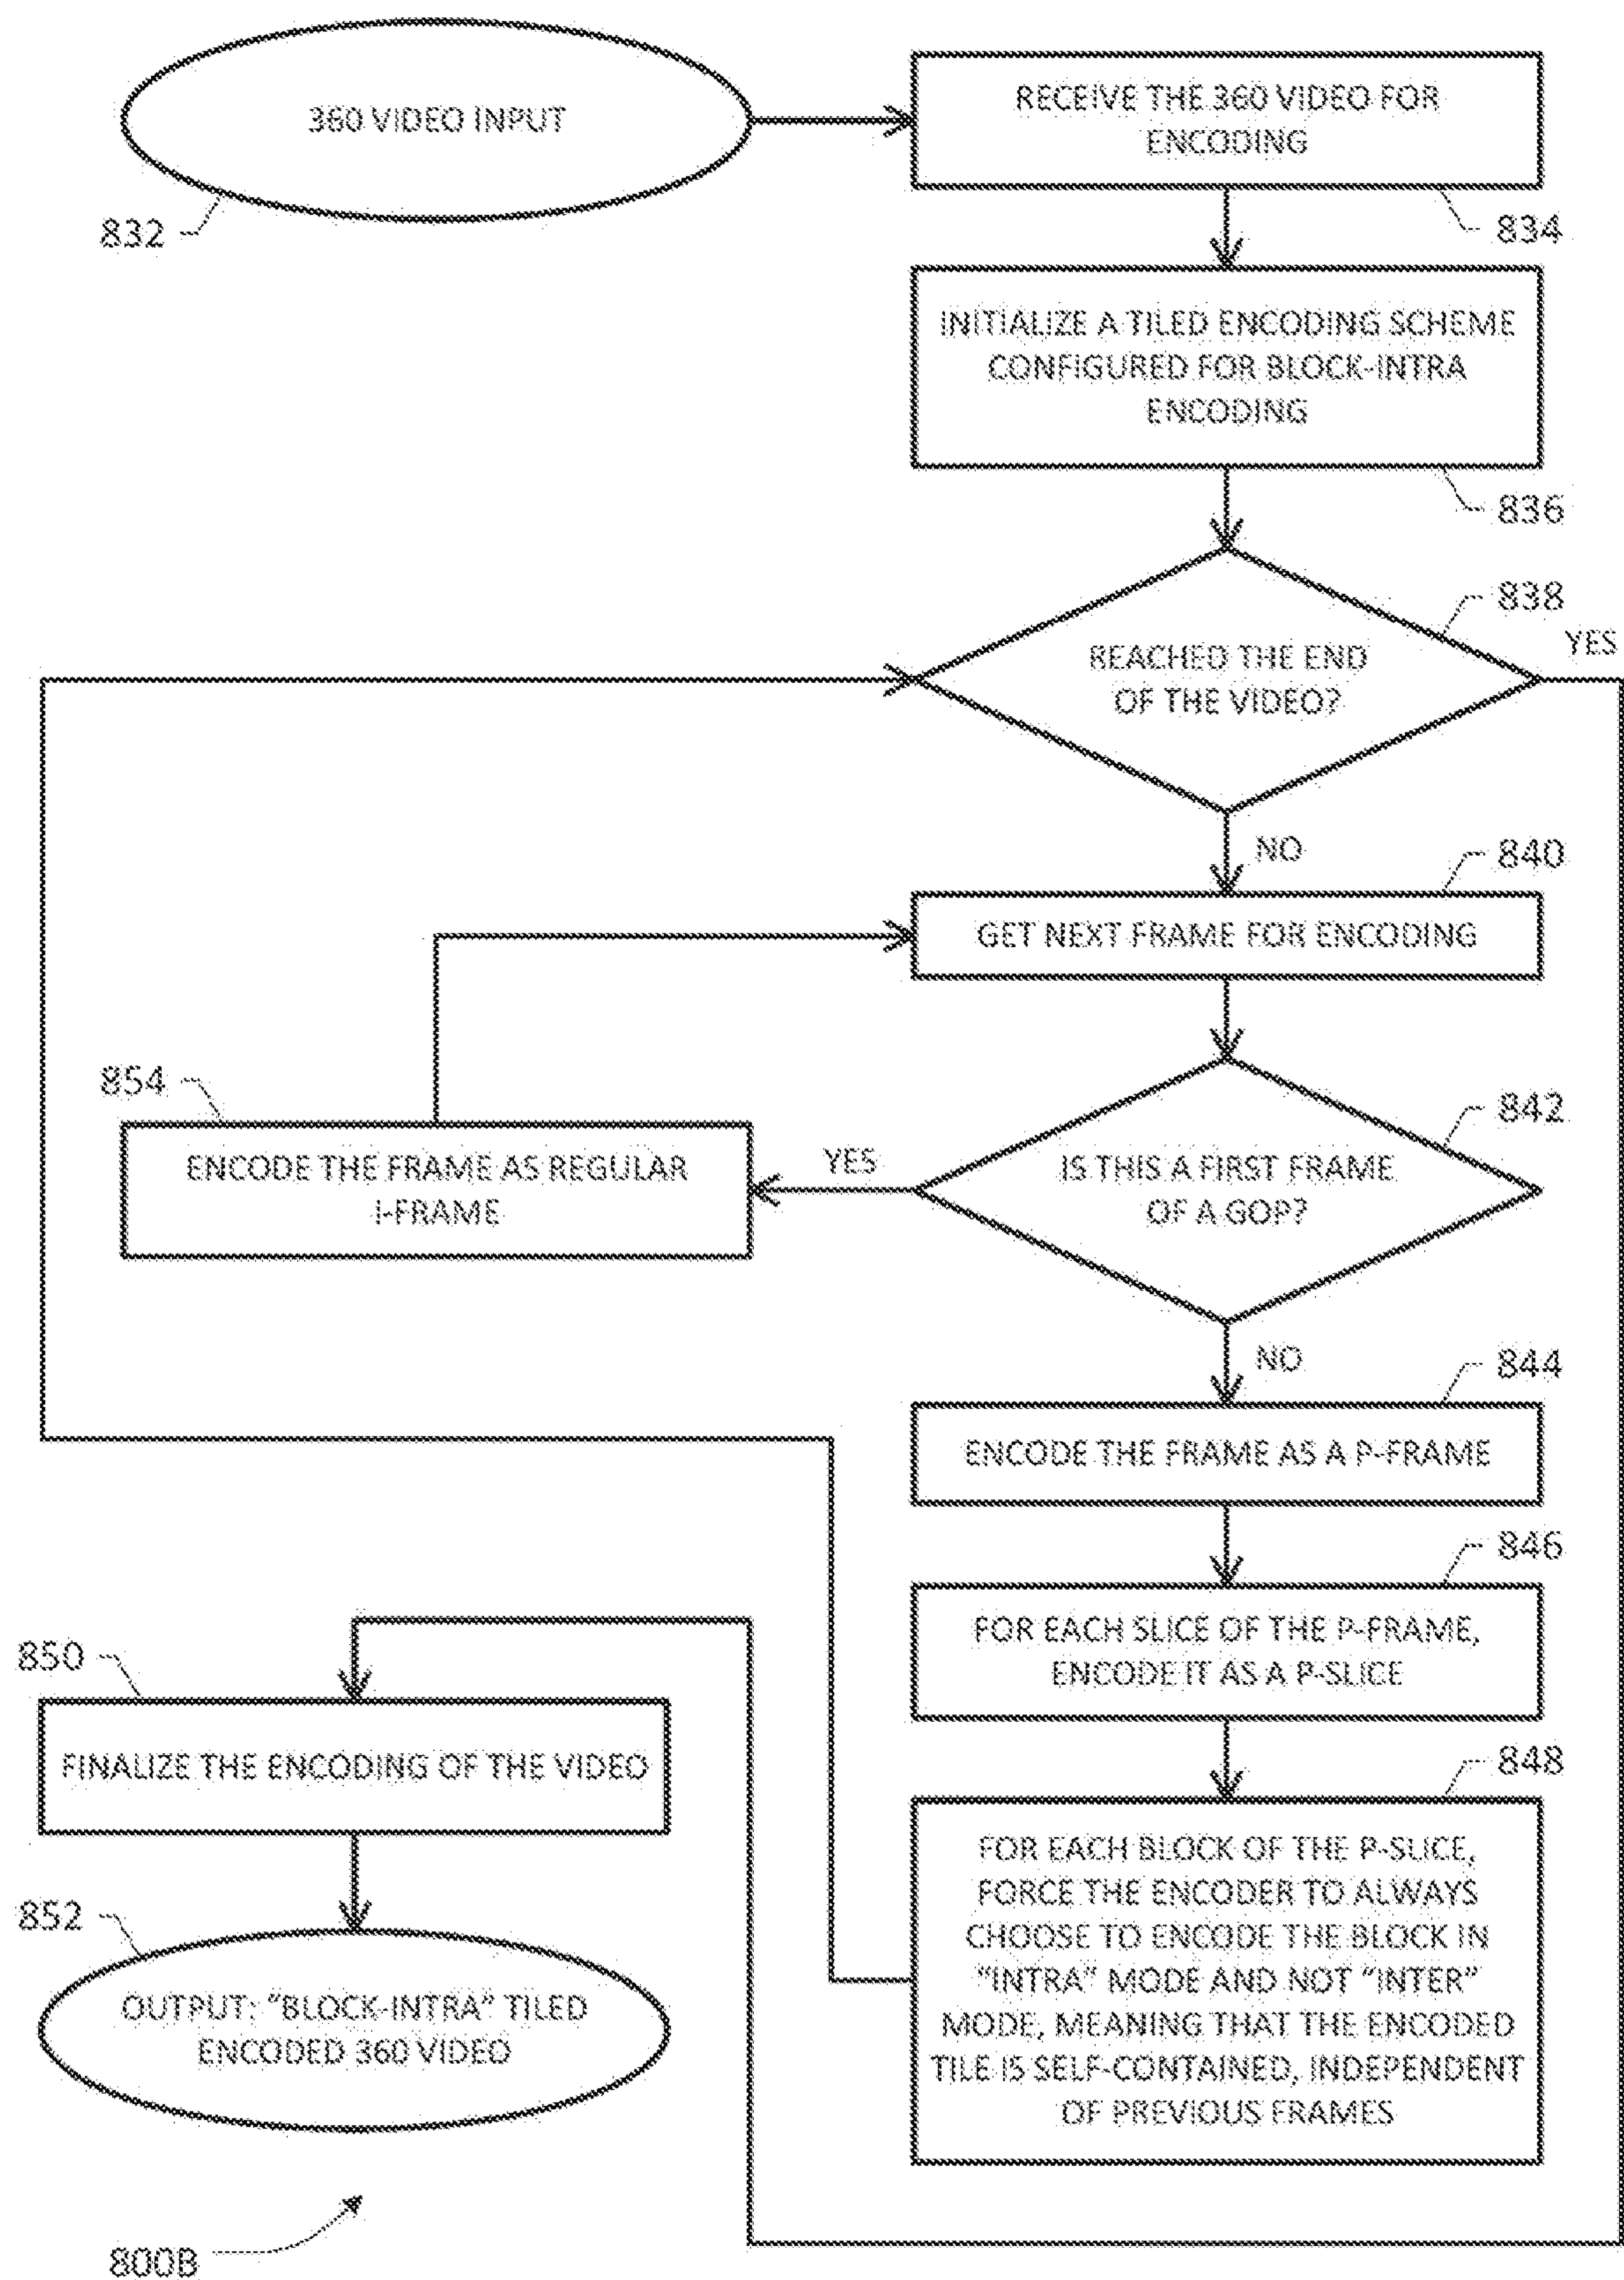 360 VIDEO INPUT
832
RECEIVE THE 360 VIDEO FOR
ENCODING
834
INITIALIZE A TILED ENCODING SCHEME
CONFIGURED FOR BLOCK-INTRA
ENCODING
836
838
YES
REACHED THE END
OF THE VIDEO?
NO
840
GET NEXT FRAME FOR ENCODING
854
ENCODE THE FRAME AS REGULAR
I-FRAME
YES
842
IS THIS A FIRST FRAME
OF A GOP?
NO
844
ENCODE THE FRAME AS A P-FRAME
846
FOR EACH SLICE OF THE P-FRAME,
ENCODE IT AS A P-SLICE
848
FOR EACH BLOCK OF THE P-SLICE,
FORCE THE ENCODER TO ALWAYS
CHOOSE TO ENCODE THE BLOCK IN
"INTRA" MODE AND NOT "INTER"
MODE, MEANING THAT THE ENCODED
TILE IS SELF-CONTAINED, INDEPENDENT
OF PREVIOUS FRAMES
850
FINALIZE THE ENCODING OF THE VIDEO
852
OUTPUT: "BLOCK-INTRA" TILED
ENCODED 360 VIDEO
800B